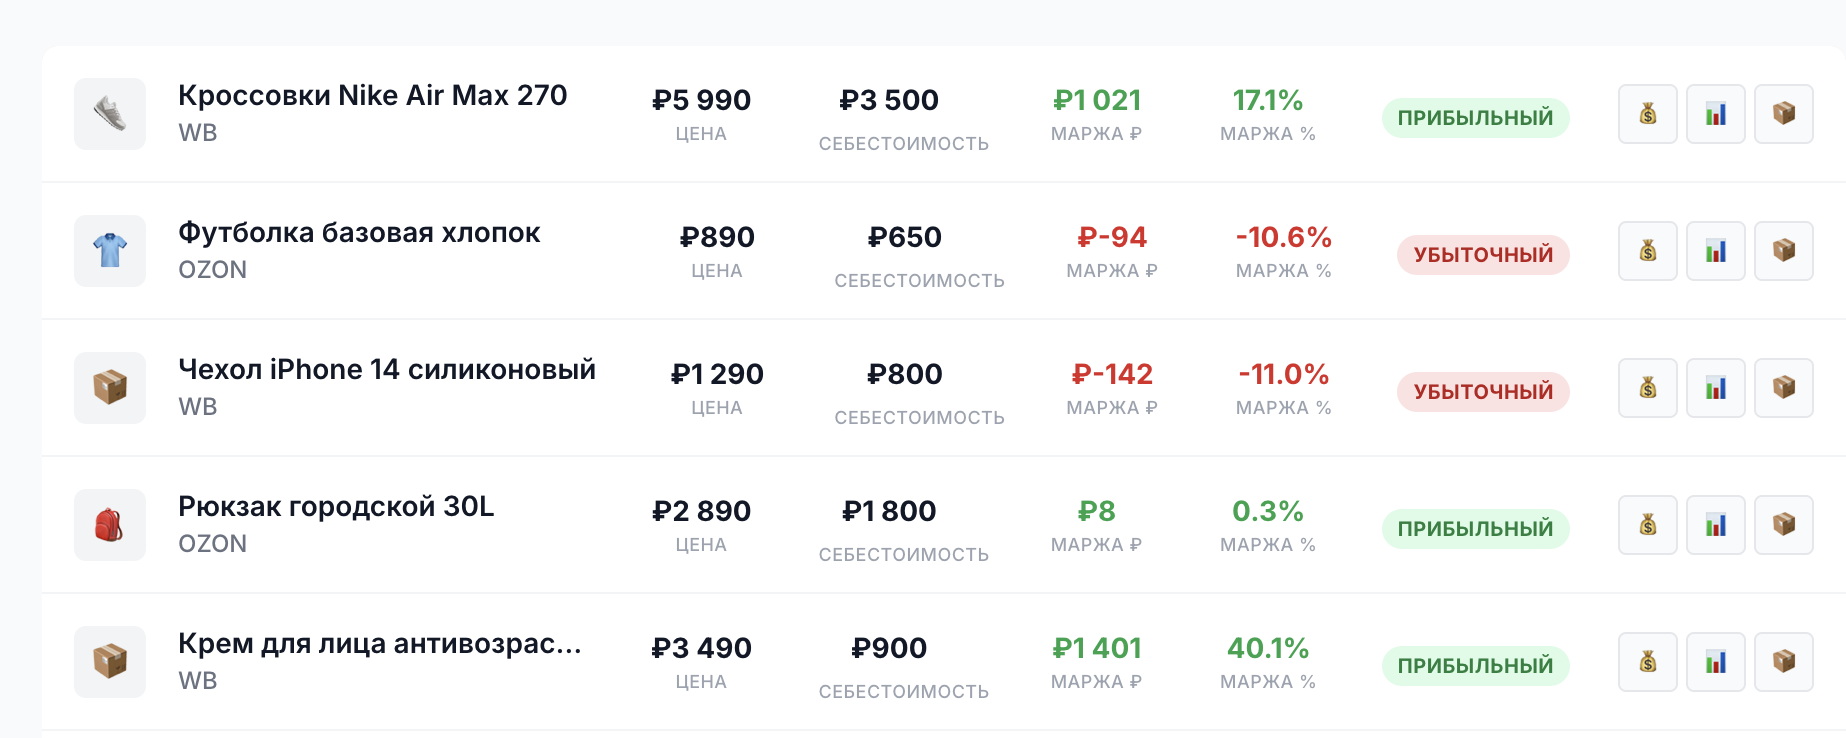 Кроссовки Nike Air Max 270
WB
₽5 990
ЦЕНА
₽3 500
СЕБЕСТОИМОСТЬ
₽1 021
МАРЖА ₽
17.1%
МАРЖА %
ПРИБЫЛЬНЫЙ
Футболка базовая хлопок
OZON
₽890
ЦЕНА
₽650
СЕБЕСТОИМОСТЬ
₽-94
МАРЖА ₽
-10.6%
МАРЖА %
УБЫТОЧНЫЙ
Чехол iPhone 14 силиконовый
WB
₽1 290
ЦЕНА
₽800
СЕБЕСТОИМОСТЬ
₽-142
МАРЖА ₽
-11.0%
МАРЖА %
УБЫТОЧНЫЙ
Рюкзак городской 30L
OZON
₽2 890
ЦЕНА
₽1 800
СЕБЕСТОИМОСТЬ
₽8
МАРЖА ₽
0.3%
МАРЖА %
ПРИБЫЛЬНЫЙ
Крем для лица антивозрас...
WB
₽3 490
ЦЕНА
₽900
СЕБЕСТОИМОСТЬ
₽1 401
МАРЖА ₽
40.1%
МАРЖА %
ПРИБЫЛЬНЫЙ